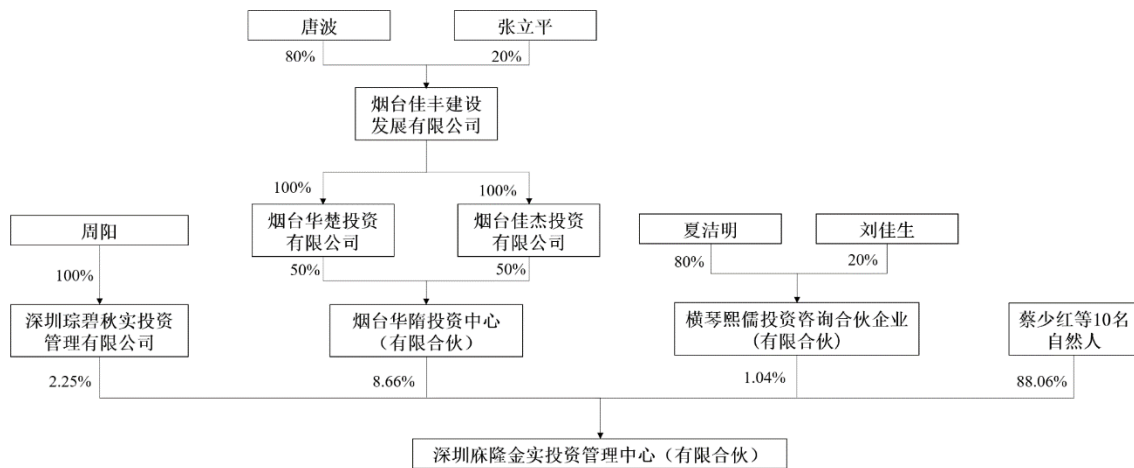 唐波
张立平
80%
20%
烟台佳丰建设
发展有限公司
100%
100%
周阳
烟台华楚投资
有限公司
烟台佳杰投资
有限公司
夏洁明
刘佳生
100%
50%
50%
80%
20%
深圳琮碧秋实投资
管理有限公司
烟台华隋投资中心
（有限合伙）
横琴熙儒投资咨询合伙企业
(有限合伙)
蔡少红等10名
自然人
2.25%
8.66%
1.04%
88.06%
深圳庥隆金实投资管理中心（有限合伙）